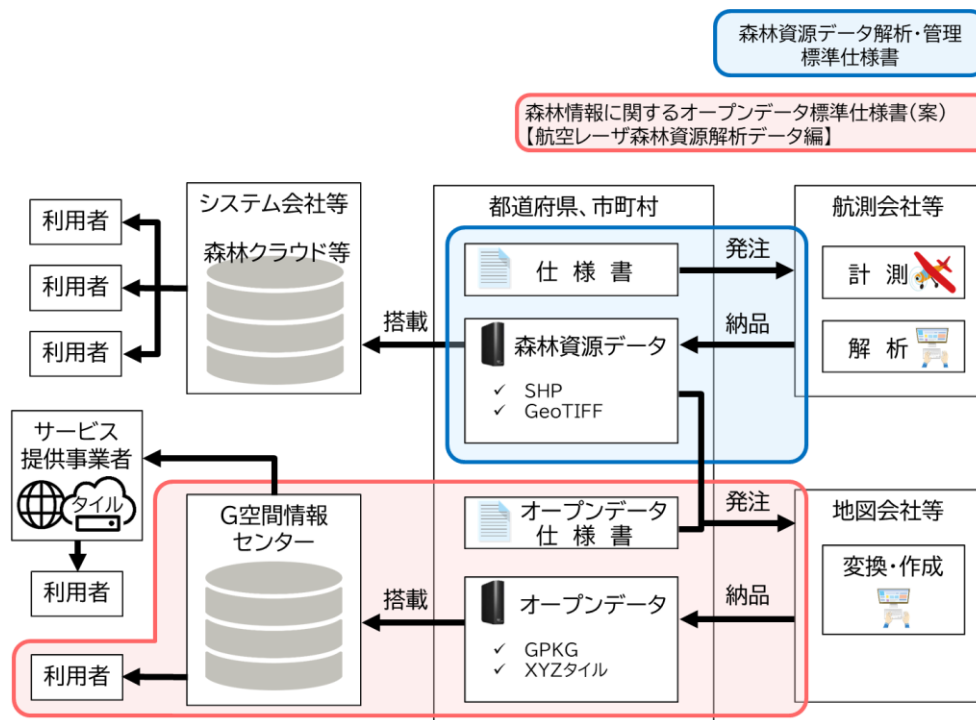 森林資源データ解析・管理
標準仕様書
森林情報に関するオープンデータ標準仕様書(案)
【航空レーザ森林資源解析データ編】
システム会社等
森林クラウド等
利用者
利用者
利用者
都道府県、市町村
仕様書
発注
航測会社等
計測
解析
搭載
森林資源データ
✓ SHP
✓ GeoTIFF
納品
サービス
提供事業者
タイル
利用者
G空間情報
センター
オープンデータ
仕様書
発注
地図会社等
変換・作成
搭載
オープンデータ
✓ GPKG
✓ XYZタイル
納品
利用者